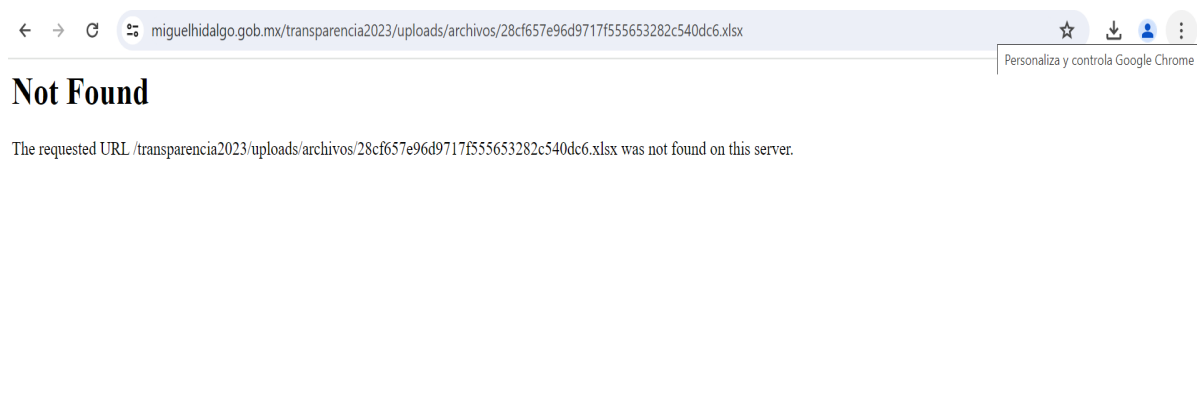 miguelhidalgo.gob.mx/transparencia2023/uploads/archivos/28cf657e96d9717f555653282c540dc6.xlsx
Personaliza y controla Google Chrome
Not Found
The requested URL /transparencia2023/uploads/archivos/28cf657e96d9717f555653282c540dc6.xlsx was not found on this server.